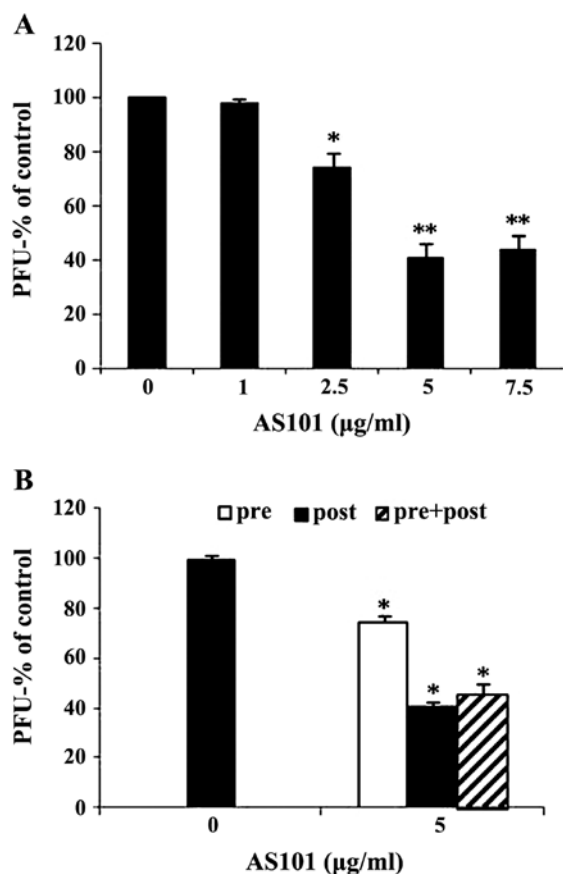 A
120
100
80
60
40
20
0
PFU-% of control
*
**
**
0 1 2.5 5 7.5
AS101 (µg/ml)
B
120
100
80
60
40
20
0
PFU-% of control
pre post pre+post
*
*
*
0 5
AS101 (µg/ml)